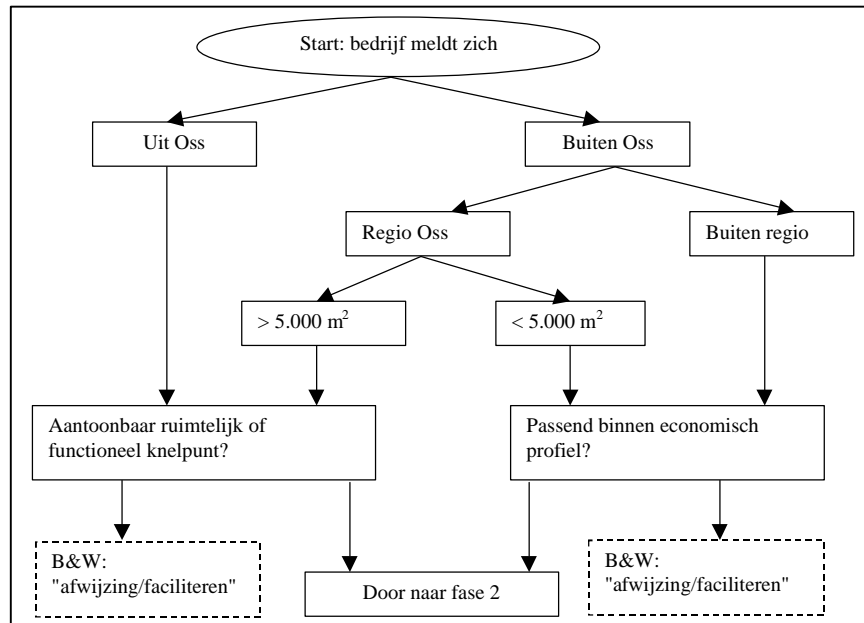 Start: bedrijf meldt zich
Uit Oss
Buiten Oss
Regio Oss
Buiten regio
> 5.000 m²
< 5.000 m²
Aantoonbaar ruimtelijk of
functioneel knelpunt?
Passend binnen economisch
profiel?
B&W:
"afwijzing/faciliteren"
Door naar fase 2
B&W:
"afwijzing/faciliteren"